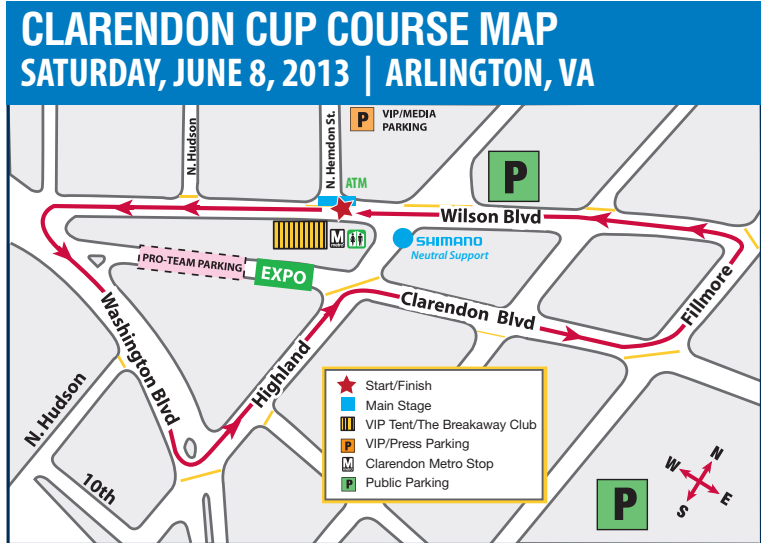 CLARENDON CUP COURSE MAP
SATURDAY, JUNE 8, 2013 | ARLINGTON, VA
P VIP/MEDIA
PARKING
N. Hudson
N. Herndon St.
P
ATM
Wilson Blvd
M
metro
SHIMANO
Neutral Support
PRO-TEAM PARKING
EXPO
Clarendon Blvd
Fillmore
Washington Blvd
Highland
N. Hudson
10th
Start/Finish
Main Stage
VIP Tent/The Breakaway Club
P VIP/Press Parking
M Clarendon Metro Stop
P Public Parking
P
N
W
E
S